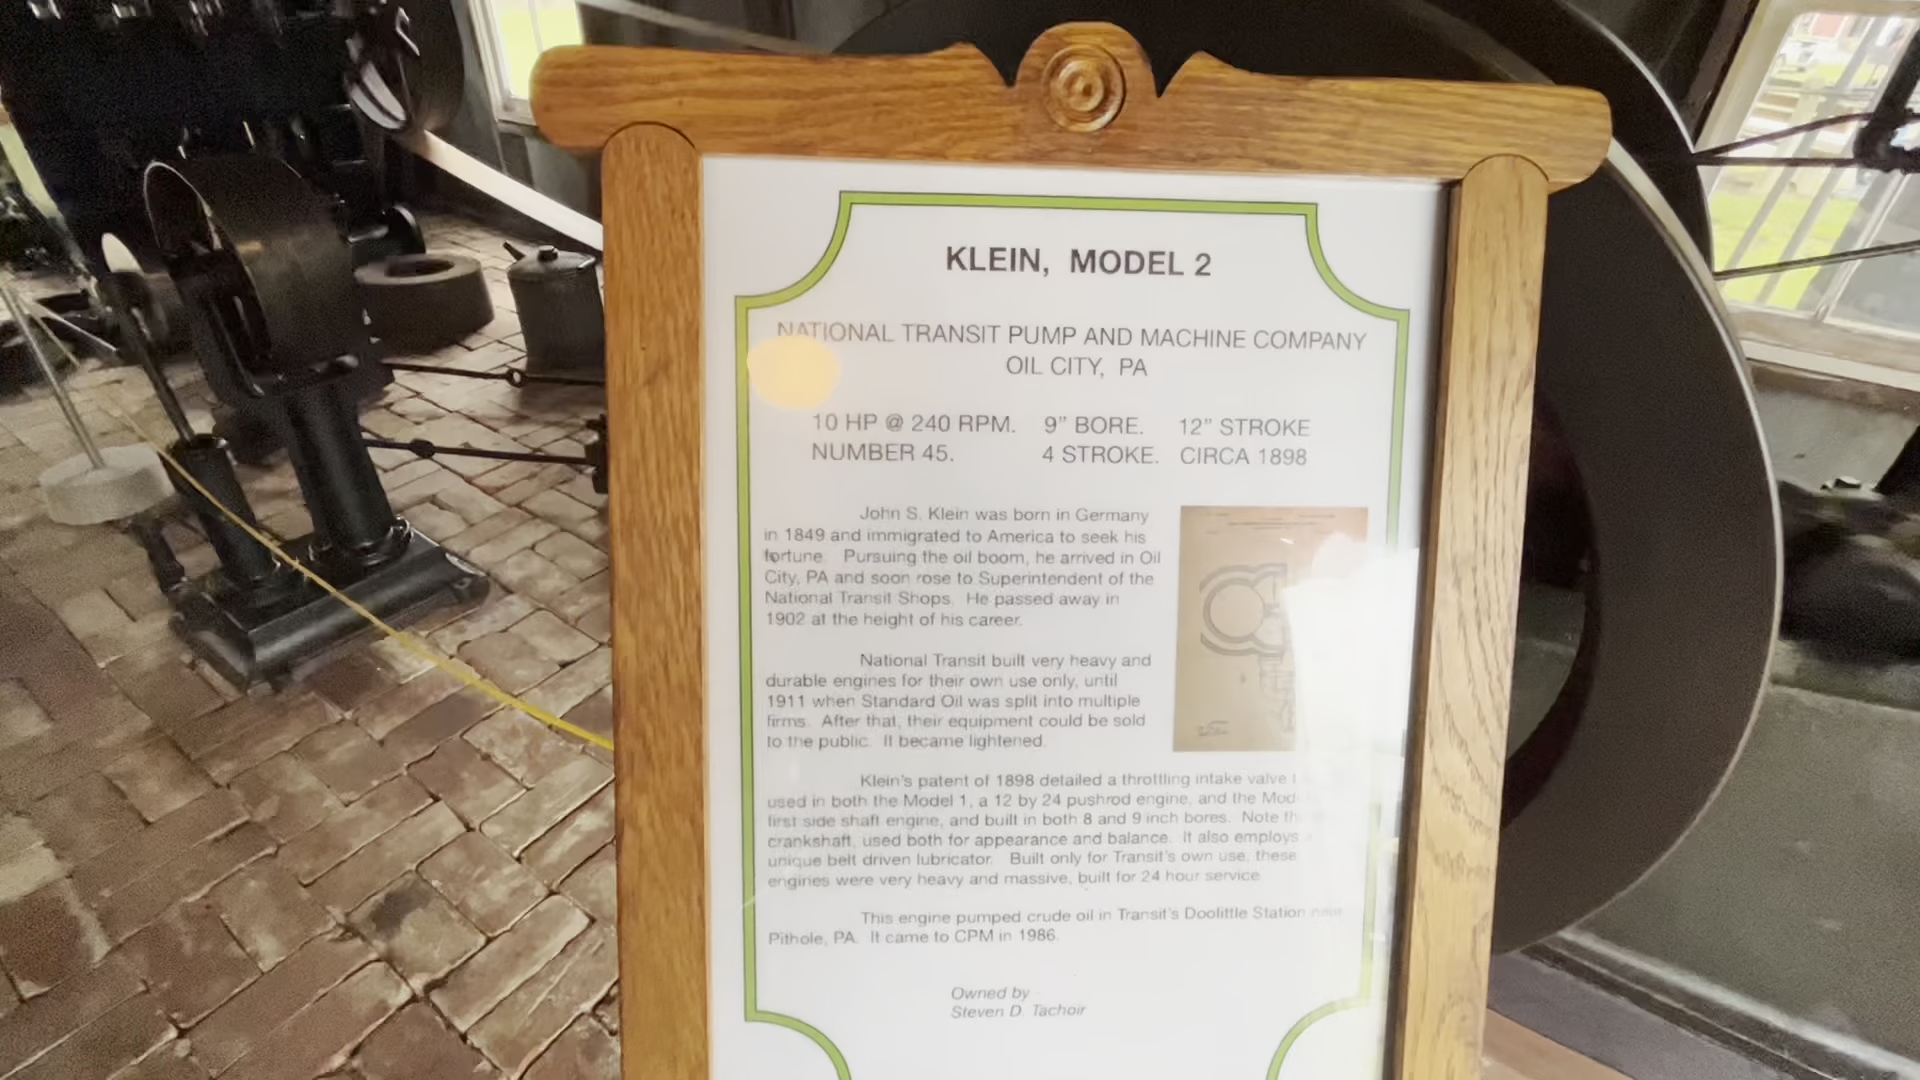 KLEIN, MODEL 2
NATIONAL TRANSIT PUMP AND MACHINE COMPANY
OIL CITY, PA
10 HP @ 240 RPM. 9" BORE. 12" STROKE
NUMBER 45. 4 STROKE. CIRCA 1898
John S. Klein was born in Germany
in 1849 and immigrated to America to seek his
fortune. Pursuing the oil boom, he arrived in Oil
City, PA and soon rose to Superintendent of the
National Transit Shops. He passed away in
1902 at the height of his career.
National Transit built very heavy and
durable engines for their own use only, until
1911 when Standard Oil was split into multiple
firms. After that, their equipment could be sold
to the public. It became lightened.
Klein's patent of 1898 detailed a throttling intake valve
used in both the Model 1, a 12 by 24 pushrod engine, and the
first side shaft engine, and built in both 8 and 9 inch bores. Note
crankshaft, used both for appearance and balance. It also employs
unique belt driven lubricator. Built only for Transit's own use, these
engines were very heavy and massive, built for 24 hour service
This engine pumped crude oil in Transit's Doolittle Station near
Pithole, PA. It came to CPM in 1986.
Owned by
Steven D. Tachoir